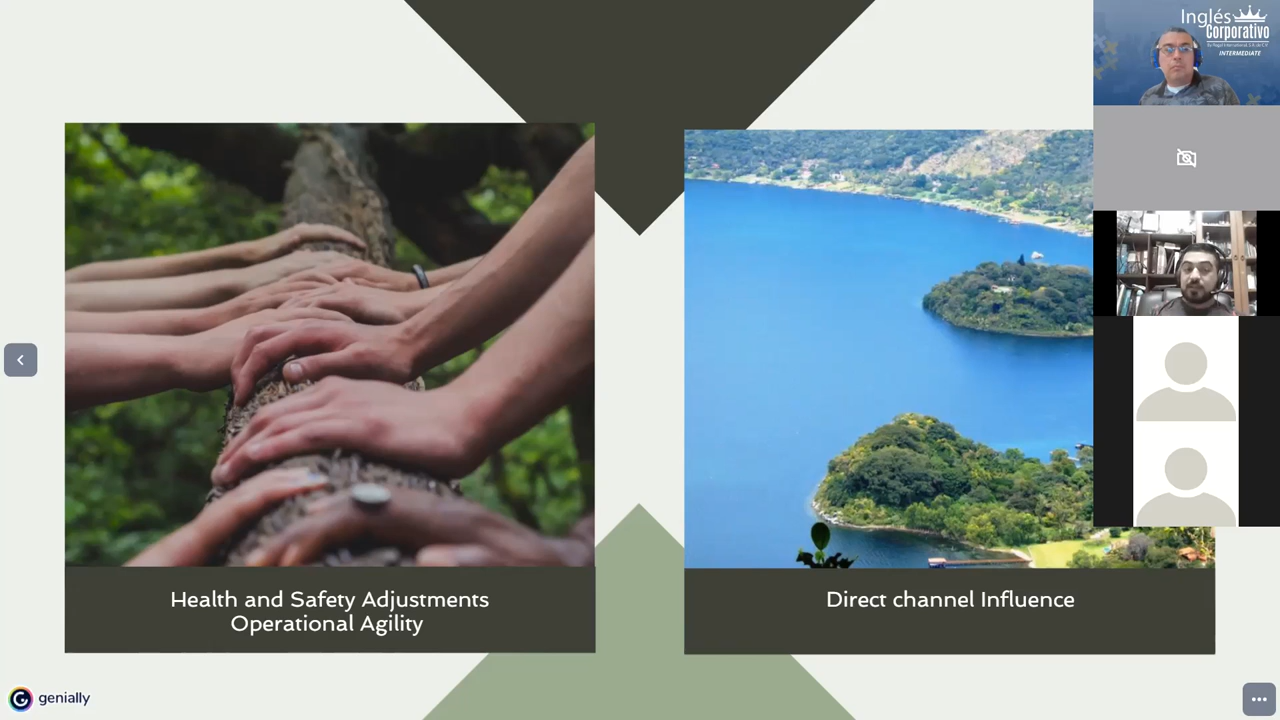 Inglés
Corporativo
INTERMEDIATE
Health and Safety Adjustments
Operational Agility
Direct channel Influence
genially